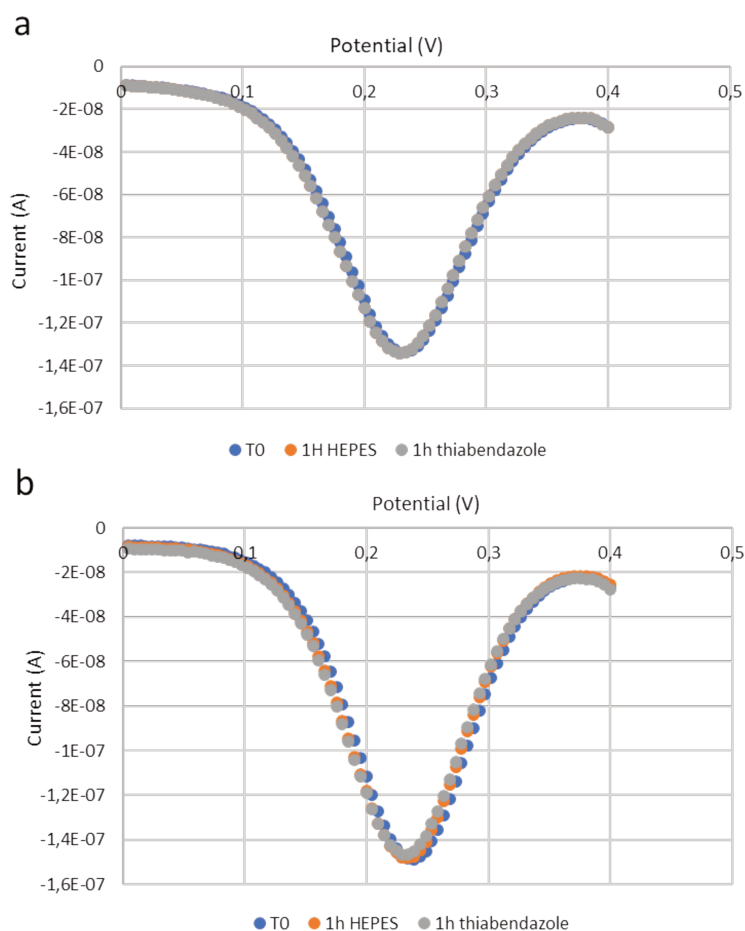 a
Potential (V)
0
0 0,1 0,2 0,3 0,4 0,5
-2E-08
-4E-08
-6E-08
-8E-08
-1E-07
-1,2E-07
-1,4E-07
-1,6E-07
Current (A)
T0 1H HEPES 1h thiabendazole
b
Potential (V)
0
0 0,1 0,2 0,3 0,4 0,5
-2E-08
-4E-08
-6E-08
-8E-08
-1E-07
-1,2E-07
-1,4E-07
-1,6E-07
Current (A)
T0 1h HEPES 1h thiabendazole